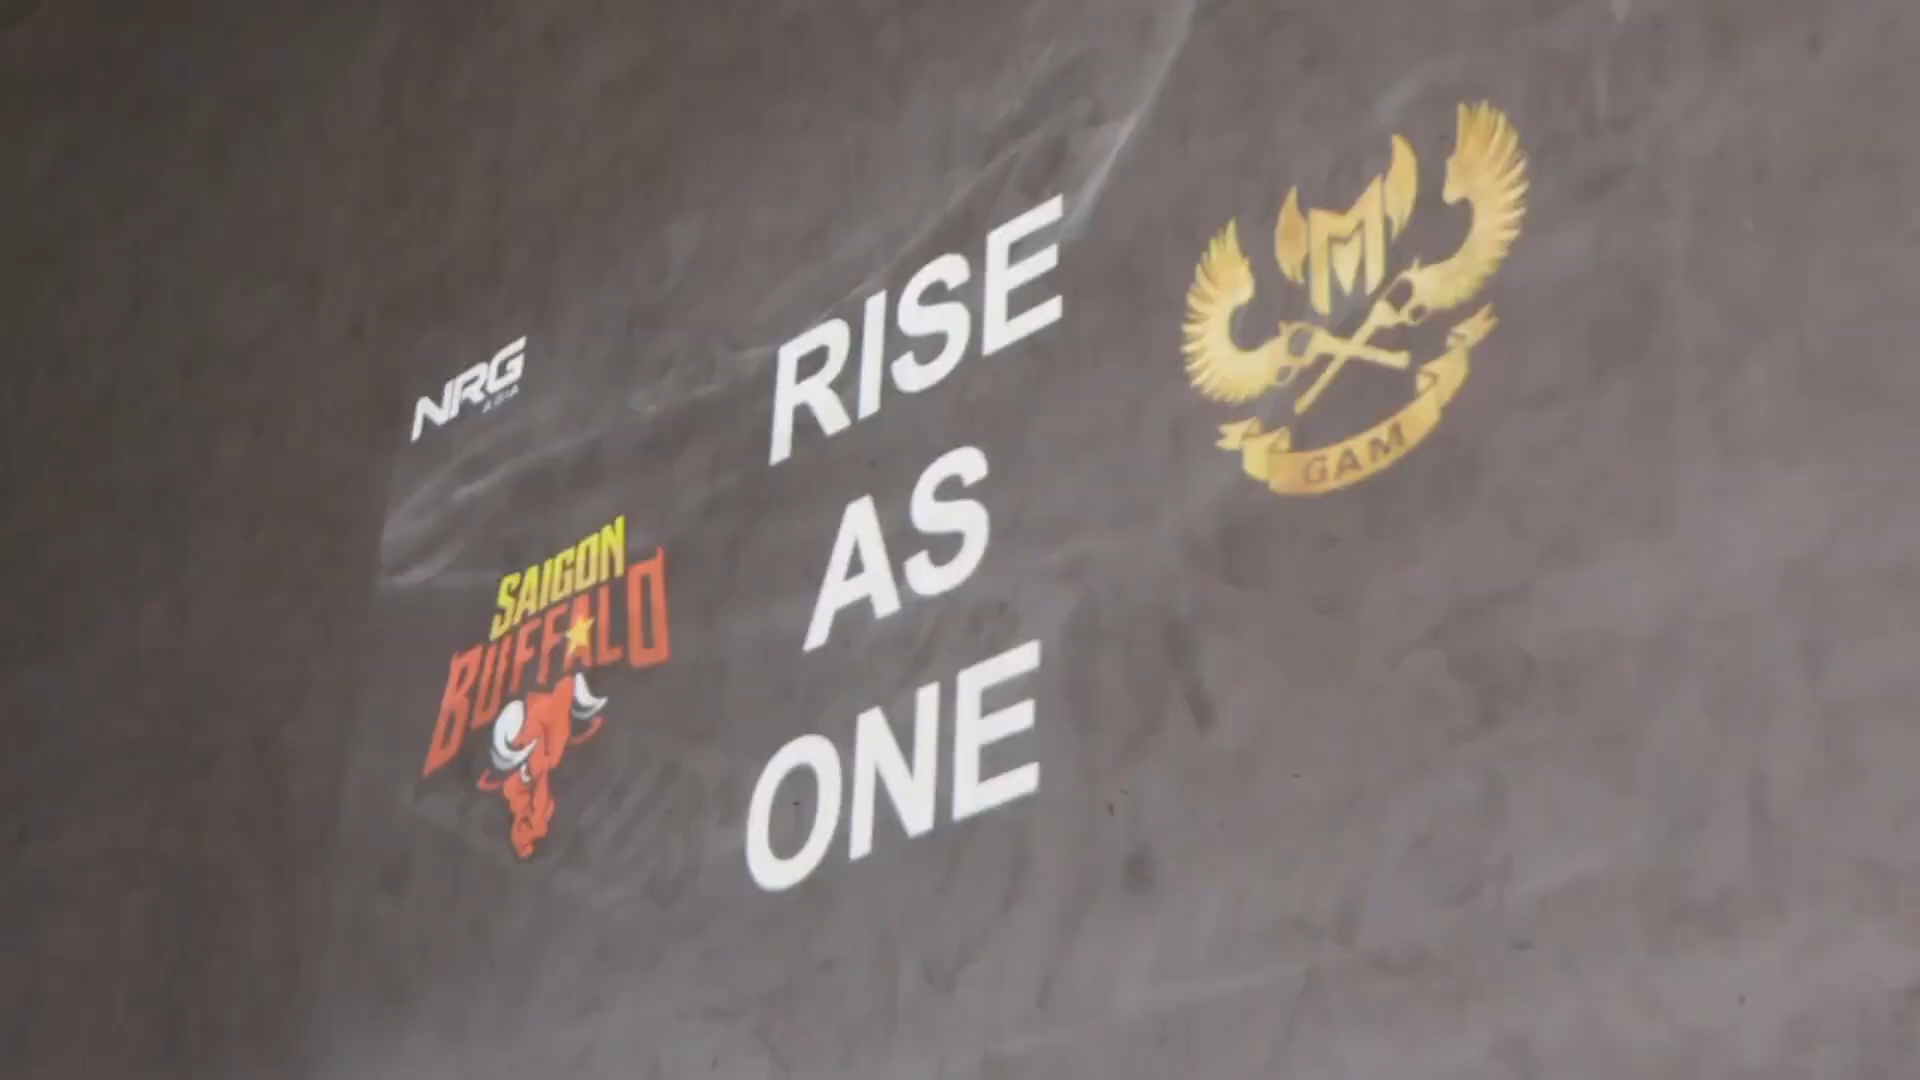 NRG
ASIA
SAIGON
BUFFALO
RISE
AS
ONE
M
GAM